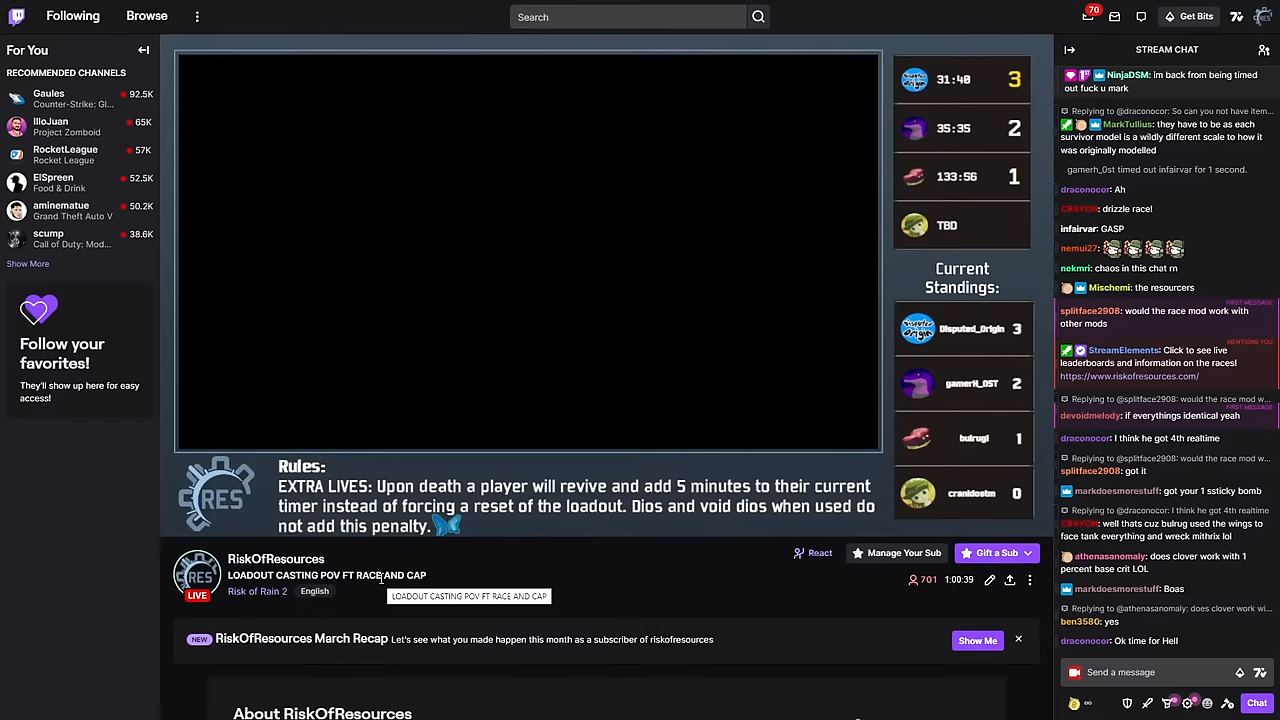 Following
Browse
Search
70
Get Bits
For You
RECOMMENDED CHANNELS
Gaules
Counter-Strike: Gl...
92.5K
IlloJuan
Project Zomboid
65K
RocketLeague
Rocket League
57K
ElSpreen
Food & Drink
52.5K
aminematue
Grand Theft Auto V
50.2K
scump
Call of Duty: Mod...
38.6K
Show More
Follow your
favorites!
They'll show up here for easy
access!
31:40 3
35:35 2
133:56 1
TBD
Current
Standings:
Disputed_Origin 3
gamerH_OST 2
bulrugl 1
cranidostm 0
RES
Rules:
EXTRA LIVES: Upon death a player will revive and add 5 minutes to their current
timer instead of forcing a reset of the loadout. Dios and void dios when used do
not add this penalty.
RES
LIVE
RiskOfResources
LOADOUT CASTING POV FT RACE AND CAP
Risk of Rain 2
English
LOADOUT CASTING POV FT RACE AND CAP
React
Manage Your Sub
Gift a Sub
701
1:00:39
NEW
RiskOfResources March Recap Let's see what you made happen this month as a subscriber of riskofresources
Show Me
About RiskOfResources
STREAM CHAT
NinjaDSM: im back from being timed
out fuck u mark
Replying to @draconocor: So can you not have item...
MarkTullius: they have to be as each
survivor model is a wildly different scale to how it
was originally modelled
gamerh_0st timed out infairvar for 1 second.
draconocor: Ah
CR4YON: drizzle race!
infairvar: GASP
nemui27:
nekmri: chaos in this chat rn
Mischemi: the resourcers
FIRST MESSAGE
splitface2908: would the race mod work with
other mods
MENTIONS YOU
StreamElements: Click to see live
leaderboards and information on the races!
https://www.riskofresources.com/
Replying to @splitface2908: would the race mod w...
FIRST MESSAGE
devoidmelody: if everythings identical yeah
draconocor: I think he got 4th realtime
Replying to @splitface2908: would the race mod w...
splitface2908: got it
markdoesmorestuff: got your 1 ssticky bomb
Replying to @draconocor: I think he got 4th realtime
CR4YON: well thats cuz bulrug used the wings to
face tank everything and wreck mithrix lol
athenasanomaly: does clover work with 1
percent base crit LOL
markdoesmorestuff: Boas
Replying to @athenasanomaly: does clover work wi...
ben3580: yes
draconocor: Ok time for Hell
Send a message
Chat